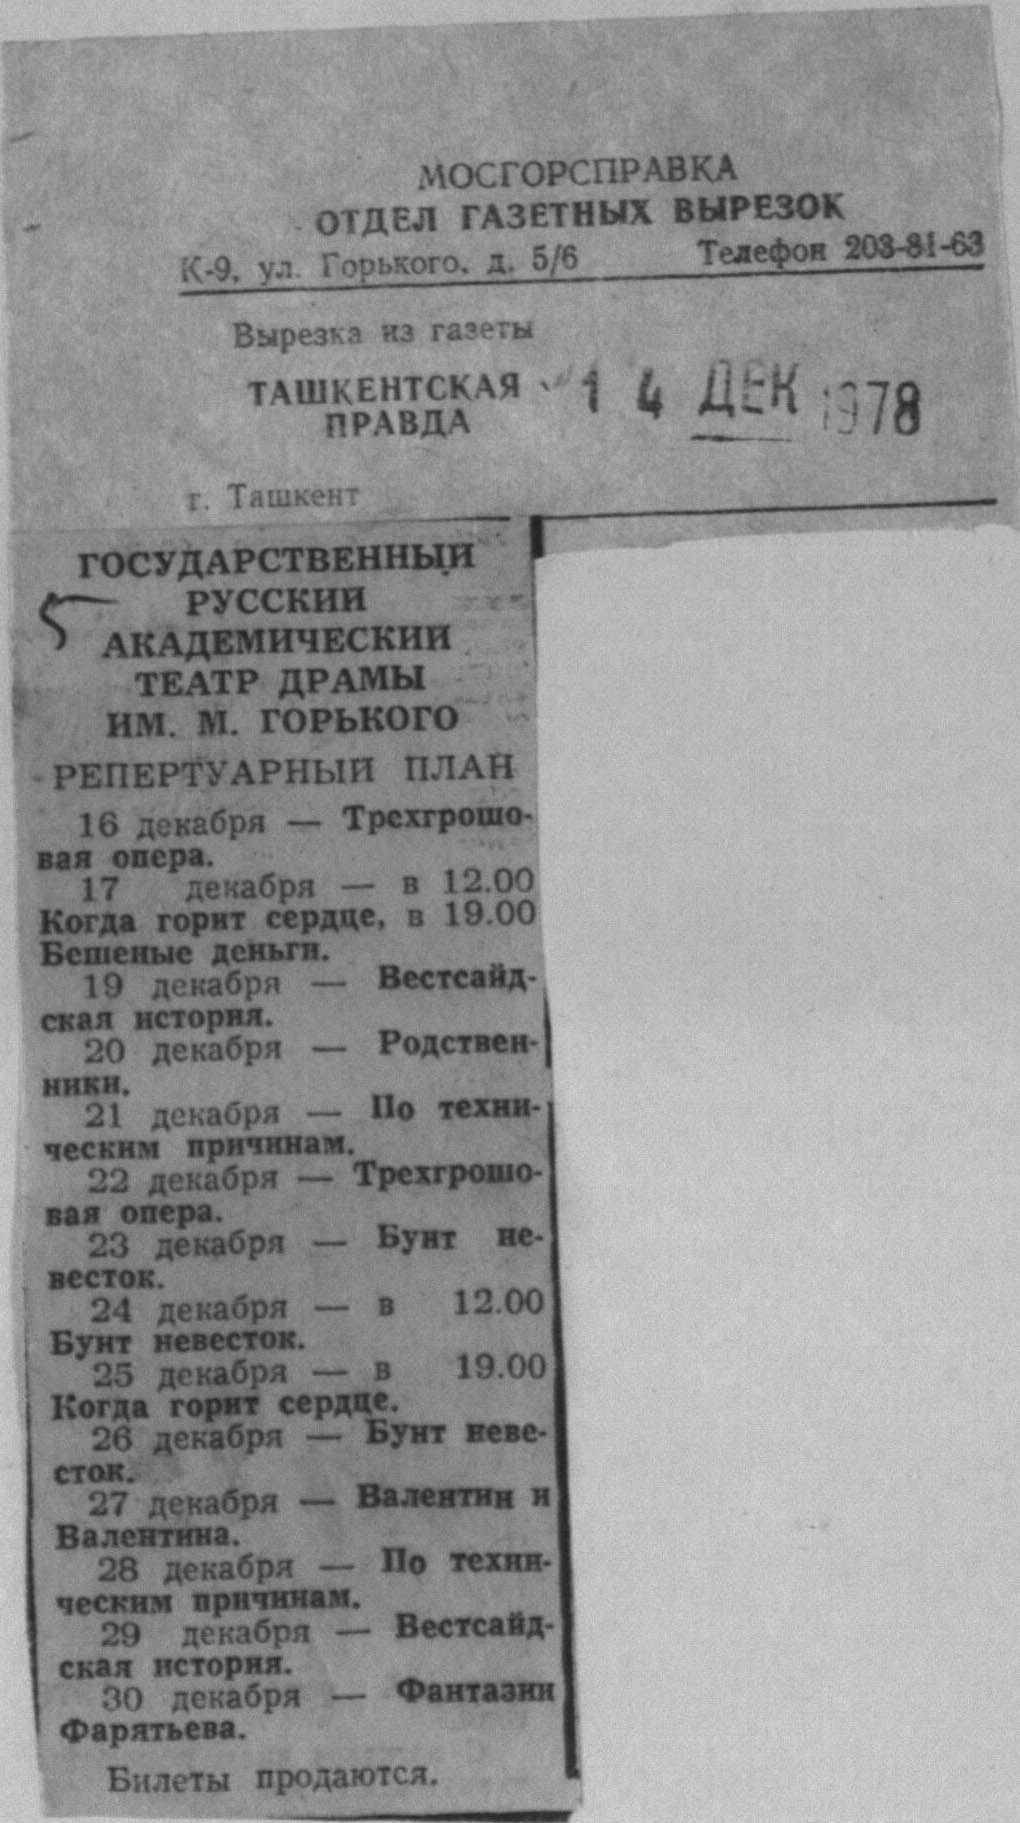 МОСГОРСПРАВКА
ОТДЕЛ ГАЗЕТНЫХ ВЫРЕЗОК
К-9, ул. Горького, д. 5/6 Телефон 203-81-63
Вырезка из газеты
ТАШКЕНТСКАЯ
ПРАВДА
14 ДЕК 1978
г. Ташкент
ГОСУДАРСТВЕННЫЙ
РУССКИЙ
АКАДЕМИЧЕСКИЙ
ТЕАТР ДРАМЫ
ИМ. М. ГОРЬКОГО
РЕПЕРТУАРНЫЙ ПЛАН
16 декабря — Трехгрошо-
вая опера.
17 декабря — в 12.00
Когда горит сердце, в 19.00
Бешеные деньги.
19 декабря — Вестсайд-
ская история.
20 декабря — Родствен-
ники.
21 декабря — По техни-
ческим причинам.
22 декабря — Трехгрошо-
вая опера.
23 декабря — Бунт не-
весток.
24 декабря — в 12.00
Бунт невесток.
25 декабря — в 19.00
Когда горит сердце.
26 декабря — Бунт неве-
сток.
27 декабря — Валентин и
Валентина.
28 декабря — По техни-
ческим причинам.
29 декабря — Вестсайд-
ская история.
30 декабря — Фантазии
Фарятьева.
Билеты продаются.